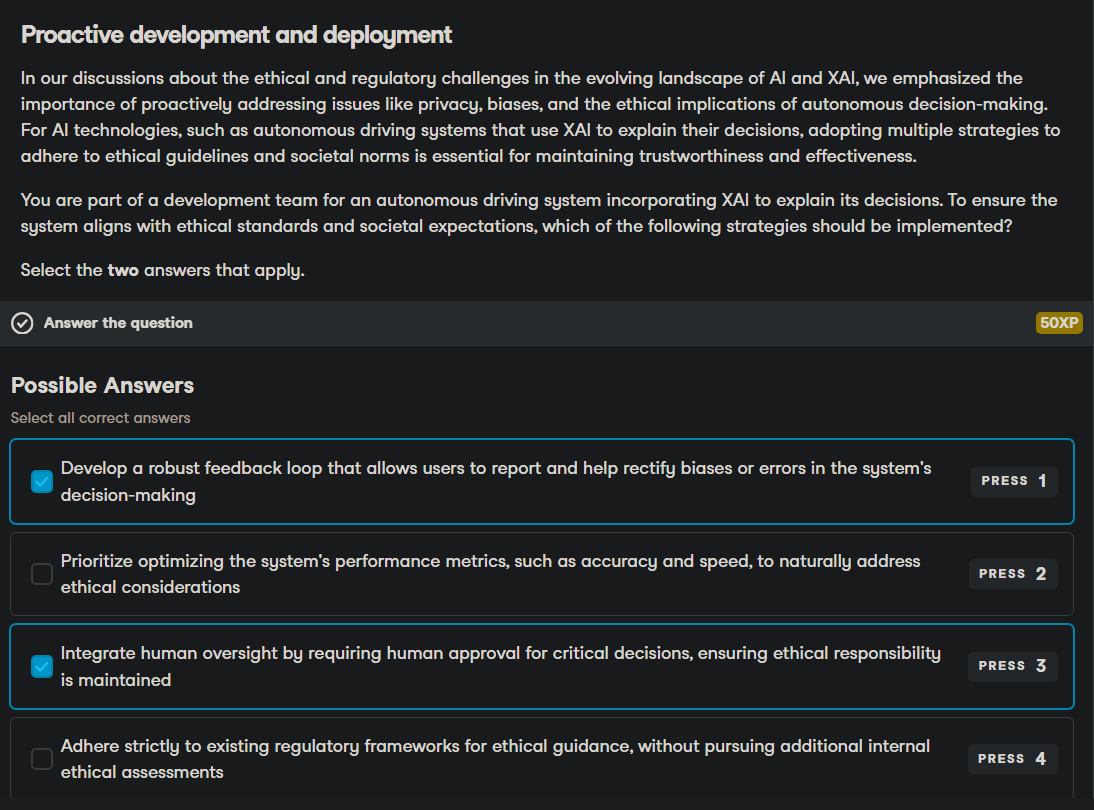 Proactive development and deployment
In our discussions about the ethical and regulatory challenges in the evolving landscape of AI and XAI, we emphasized the
importance of proactively addressing issues like privacy, biases, and the ethical implications of autonomous decision-making.
For AI technologies, such as autonomous driving systems that use XAI to explain their decisions, adopting multiple strategies to
adhere to ethical guidelines and societal norms is essential for maintaining trustworthiness and effectiveness.
You are part of a development team for an autonomous driving system incorporating XAI to explain its decisions. To ensure the
system aligns with ethical standards and societal expectations, which of the following strategies should be implemented?
Select the two answers that apply.
Answer the question
50XP
Possible Answers
Select all correct answers
Develop a robust feedback loop that allows users to report and help rectify biases or errors in the system's
decision-making
PRESS 1
Prioritize optimizing the system's performance metrics, such as accuracy and speed, to naturally address
ethical considerations
PRESS 2
Integrate human oversight by requiring human approval for critical decisions, ensuring ethical responsibility
is maintained
PRESS 3
Adhere strictly to existing regulatory frameworks for ethical guidance, without pursuing additional internal
ethical assessments
PRESS 4